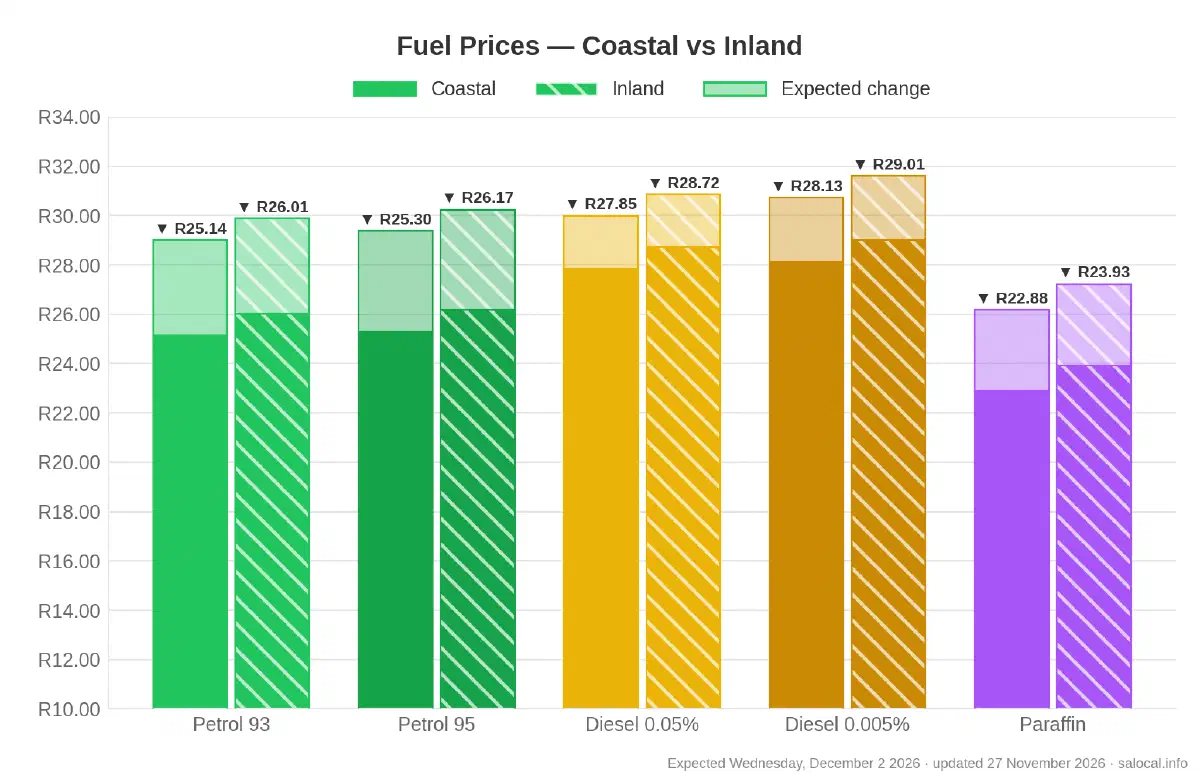 Fuel Prices — Coastal vs Inland
Coastal Inland Expected change
R34.00
R32.00
R30.00
R28.00
R26.00
R24.00
R22.00
R20.00
R18.00
R16.00
R14.00
R12.00
R10.00
▼ R25.14
▼ R26.01
▼ R25.30
▼ R26.17
▼ R27.85
▼ R28.72
▼ R28.13
▼ R29.01
▼ R22.88
▼ R23.93
Petrol 93 Petrol 95 Diesel 0.05% Diesel 0.005% Paraffin
Expected Wednesday, December 2 2026 · updated 27 November 2026 · salocal.info